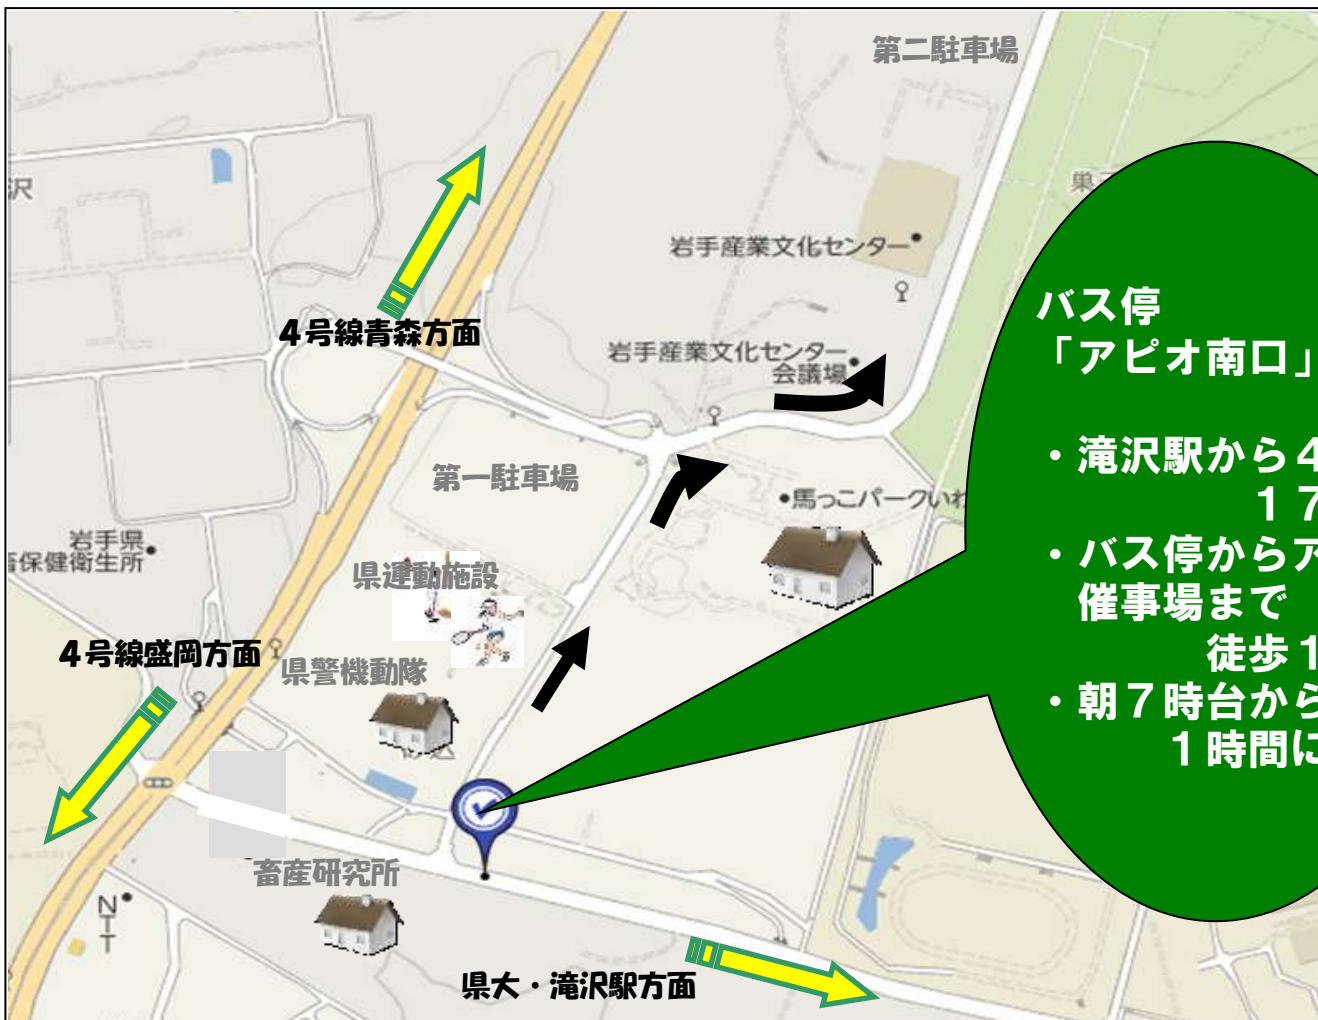 第二駐車場
沢
巣
岩手産業文化センター
4号線青森方面
岩手産業文化センター
会議場
第一駐車場
馬っこパークいわ
岩手県
畜保健衛生所
県運動施設
4号線盛岡方面
県警機動隊
畜産研究所
NTT
県大・滝沢駅方面
バス停
「アピオ南口」
・滝沢駅から４
１７
・バス停からア
催事場まで
徒歩１
・朝７時台から
１時間に